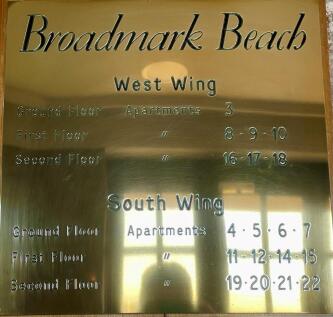 Broadmark Beach
West Wing
Ground Floor Apartments 3
First Floor " 8 - 9 - 10
Second Floor " 16 - 17 - 18
South Wing
Ground Floor Apartments 4 - 5 - 6 - 7
First Floor " 11 - 12 - 14 - 15
Second Floor " 19 - 20 - 21 - 22